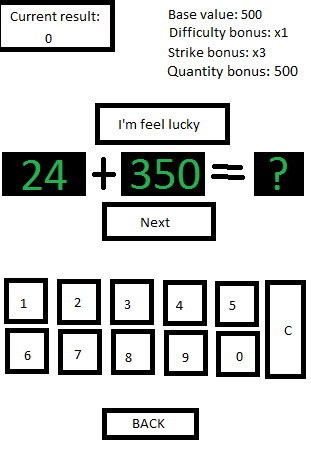 Current result:
0
Base value: 500
Difficulty bonus: x1
Strike bonus: x3
Quantity bonus: 500
I'm feel lucky
24 + 350 = ?
Next
1 2 3 4 5
C
6 7 8 9 0
BACK